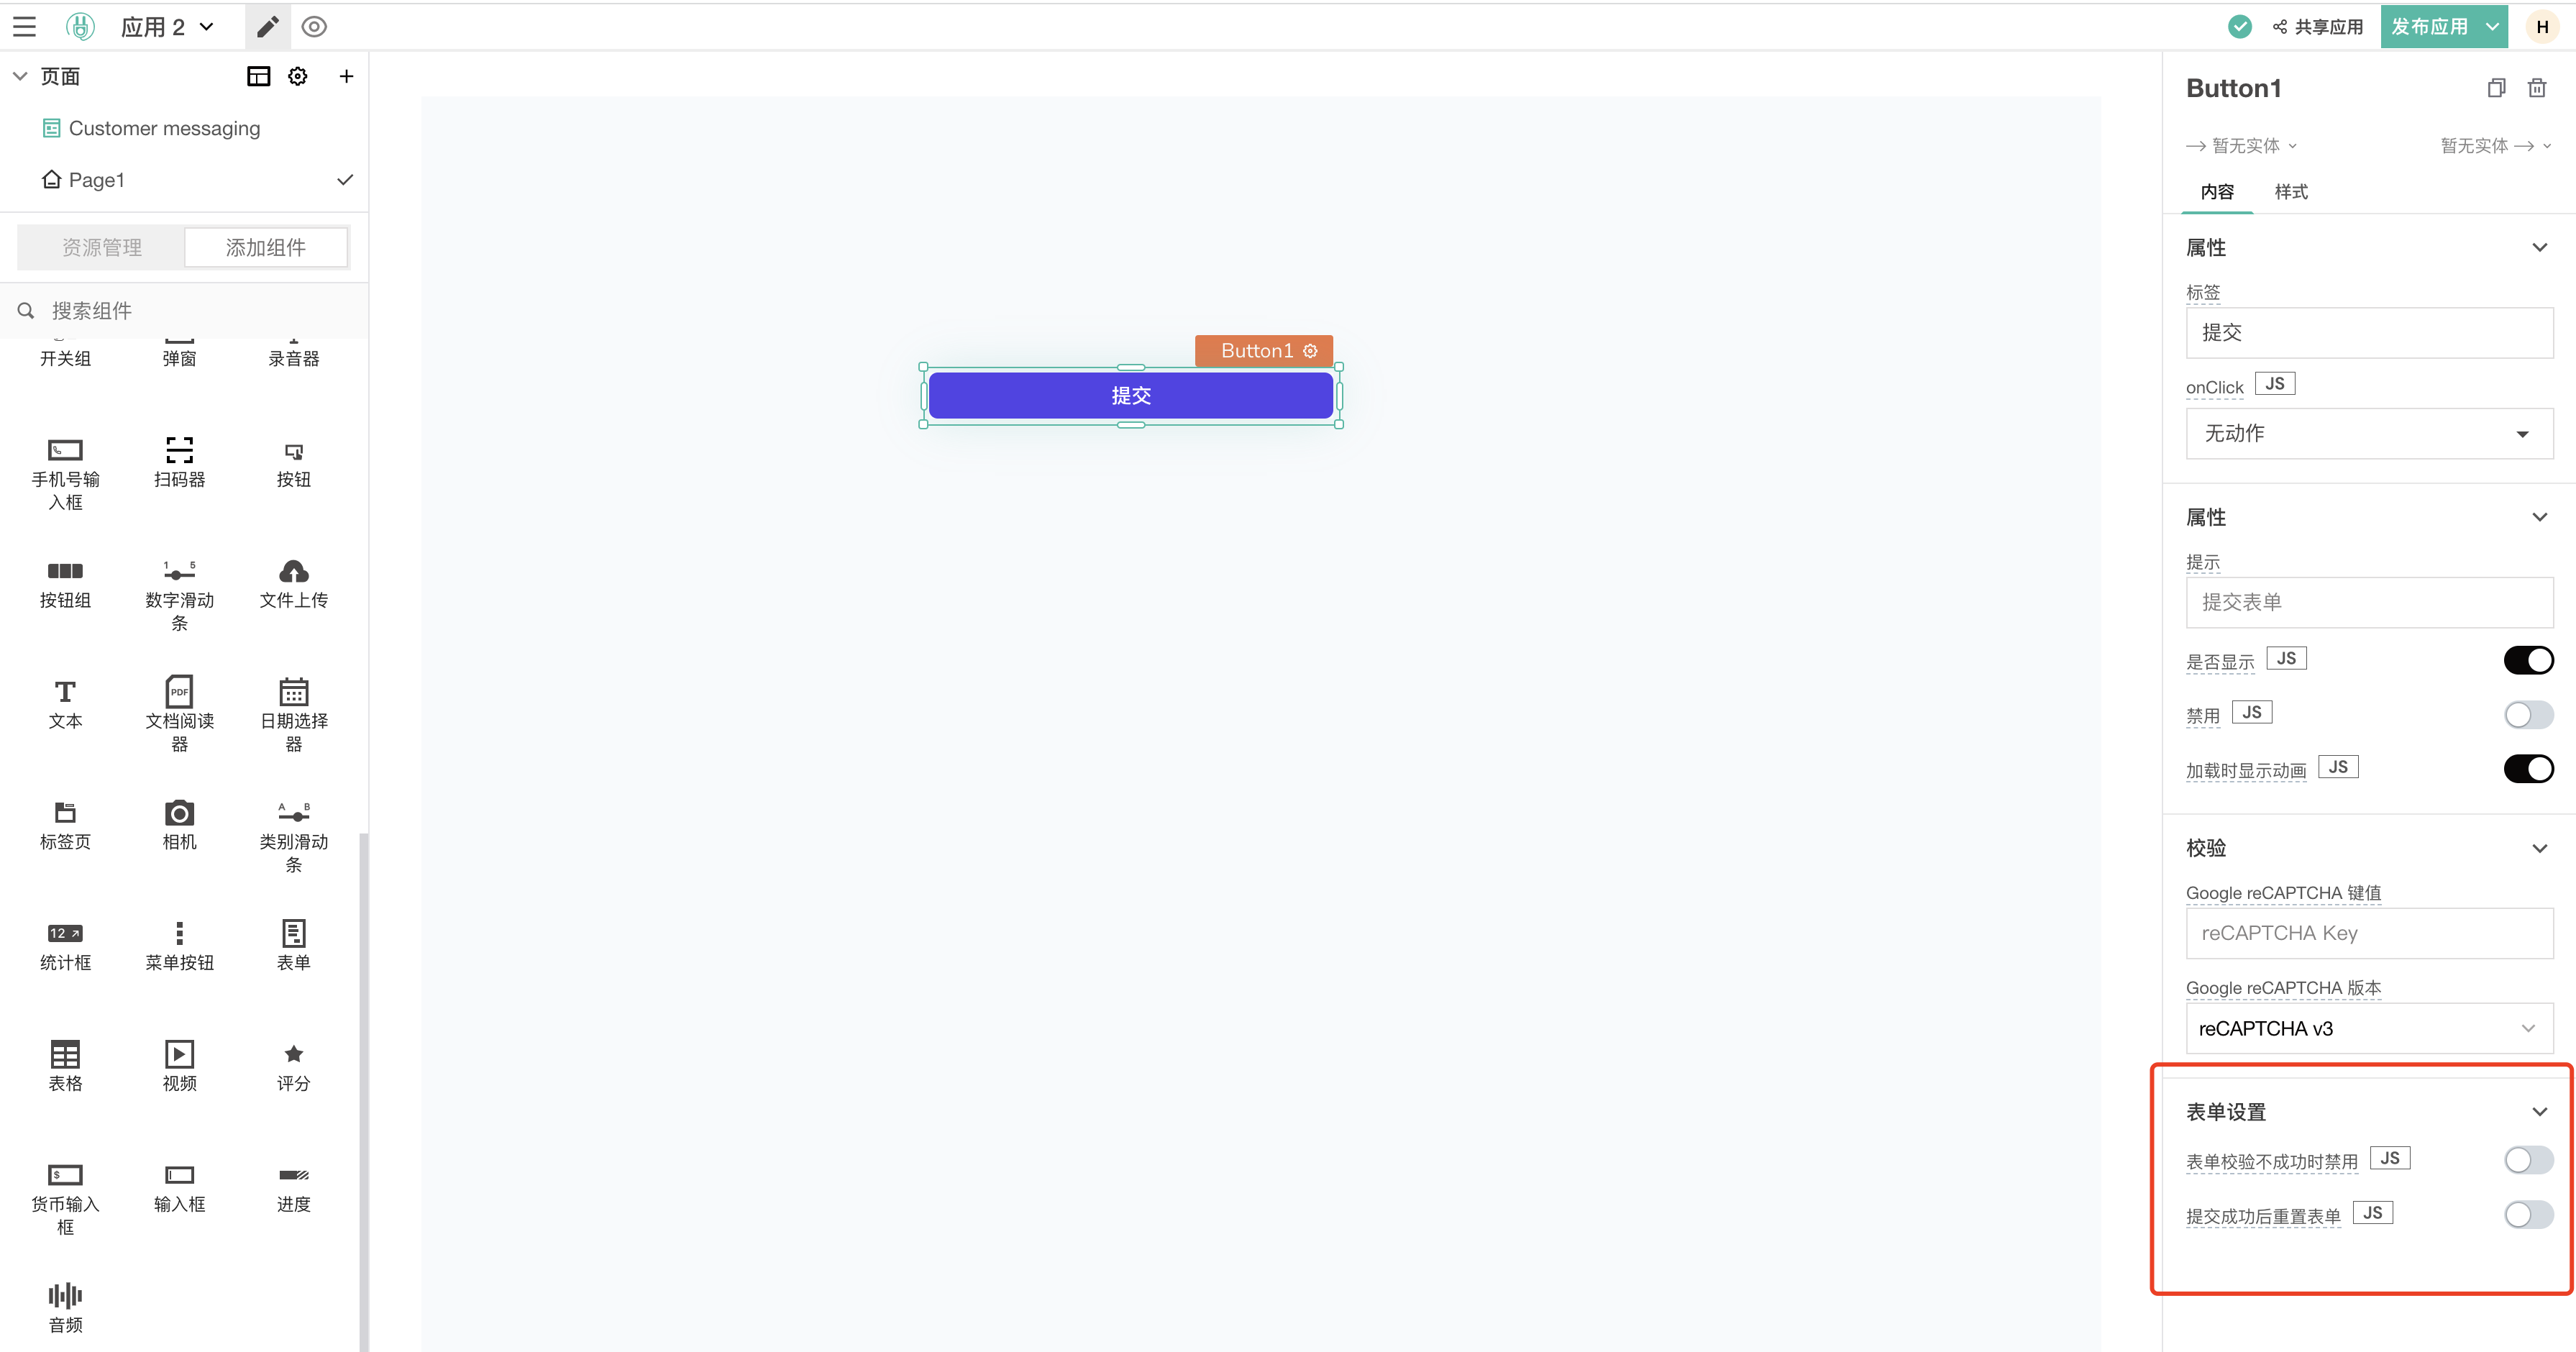 应用 2
共享应用
发布应用
H
页面
Customer messaging
Page1
资源管理
添加组件
搜索组件
开关组
弹窗
录音器
手机号输
入框
扫码器
按钮
按钮组
1 5
数字滑动
条
文件上传
文本
PDF
文档阅读
器
日期选择
器
标签页
相机
A B
类别滑动
条
12
统计框
菜单按钮
表单
表格
视频
评分
$
货币输入
框
输入框
进度
音频
Button1
提交
Button1
暂无实体
暂无实体
内容
样式
属性
标签
提交
onClick JS
无动作
属性
提示
提交表单
是否显示 JS
禁用 JS
加载时显示动画 JS
校验
Google reCAPTCHA 键值
reCAPTCHA Key
Google reCAPTCHA 版本
reCAPTCHA v3
表单设置
表单校验不成功时禁用 JS
提交成功后重置表单 JS